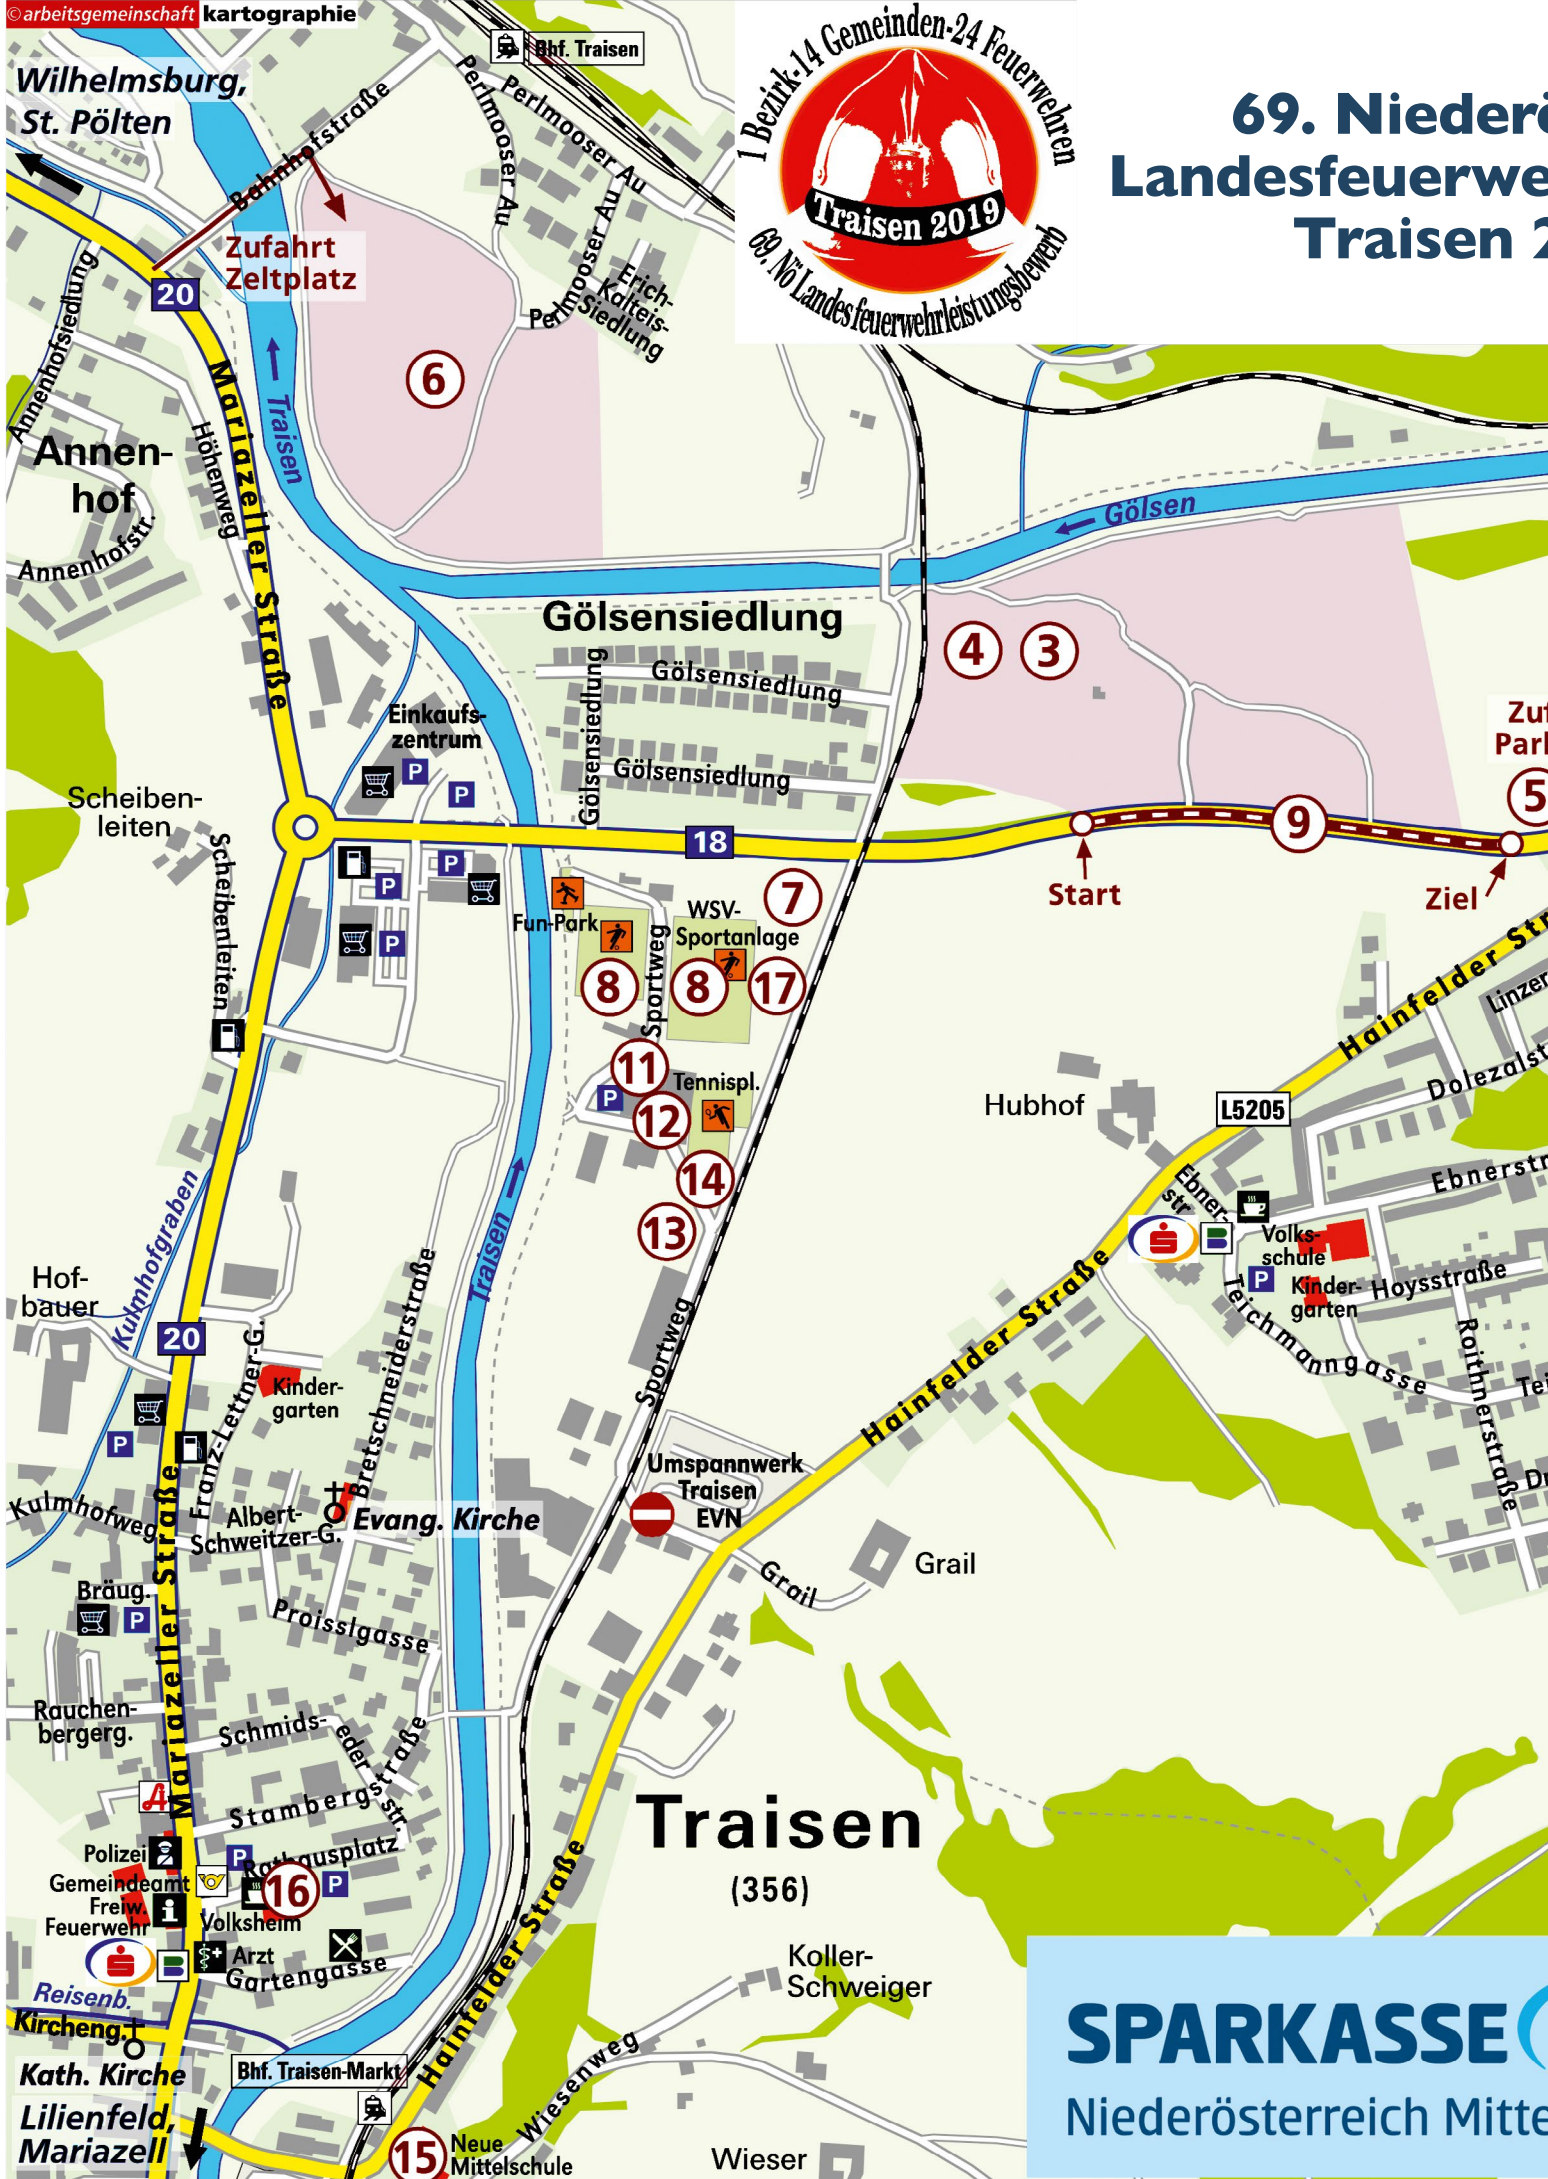 ©arbeitsgemeinschaft kartographie
Wilhelmsburg,
St. Pölten
Bhf. Traisen
Bahnhofstraße
Perlmooser Au
Perlmooser Au
Perlmooser Au
1 Bezirk-14 Gemeinden-24 Feuerwehren
Traisen 2019
69. NÖ Landesfeuerwehrleistungsbewerb
69. Niederö
Landesfeuerwe
Traisen 2
Zufahrt
Zeltplatz
20
Erich-
Kalteis-
Siedlung
Annenhofsiedlung
Mariazeller Straße
Traisen
6
Höhenweg
Annen-
hof
Annenhofstr.
Gölsen
Gölsensiedlung
Gölsensiedlung
Gölsensiedlung
Gölsensiedlung
4
3
Einkaufs-
zentrum
P
P
Zuf
Park
5
Scheiben-
leiten
Scheibenleiten
18
9
Start
Ziel
P
P
P
Fun-Park
WSV-
Sportanlage
7
8
8
17
Sportweg
11
Tennispl.
P
12
14
13
Hainfelder Str
Linzer
Dolezalst
Hubhof
L5205
Ebnerstr
Ebner-
str
Volks-
schule
P
Kinder-
garten
Hoysstraße
Teichmanngasse
Roithnerstraße
Tei
Dr
Kulmhofgraben
Traisen
Hof-
bauer
20
Franz-Lettner-G.
Kinder-
garten
Bretschneiderstraße
Sportweg
Hainfelder Straße
P
Umspannwerk
Traisen
EVN
Kulmhofweg
Albert-
Schweitzer-G.
Evang. Kirche
Grail
Grail
Bräug.
P
Proisslgasse
Mariazeller Straße
Rauchen-
bergerg.
Schmids-
eder
str.
Stambergstraße
Traisen
(356)
Polizei
P
Rathausplatz
Gemeindeamt
16
P
Freiw.
Feuerwehr
Volksheim
Arzt
Gartengasse
Hainfelder Straße
Koller-
Schweiger
Reisenb.
Kircheng.
Kath. Kirche
Bhf. Traisen-Markt
Wiesenweg
Lilienfeld,
Mariazell
15
Neue
Mittelschule
Wieser
SPARKASSE
Niederösterreich Mitte